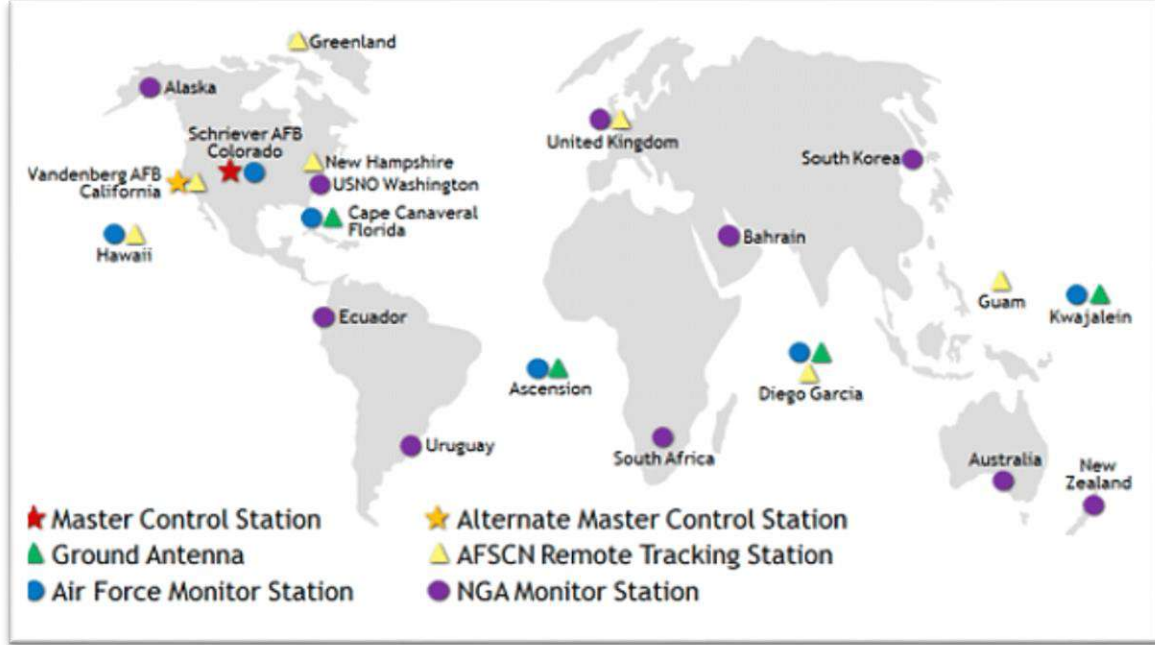 Greenland
Alaska
Schriever AFB
Colorado
United Kingdom
South Korea
New Hampshire
Vandenberg AFB
California
USNO Washington
Cape Canaveral
Florida
Hawaii
Bahrain
Guam
Kwajalein
Ecuador
Ascension
Diego Garcia
Uruguay
South Africa
Australia
New
Zealand
Master Control Station
Alternate Master Control Station
Ground Antenna
AFSCN Remote Tracking Station
Air Force Monitor Station
NGA Monitor Station